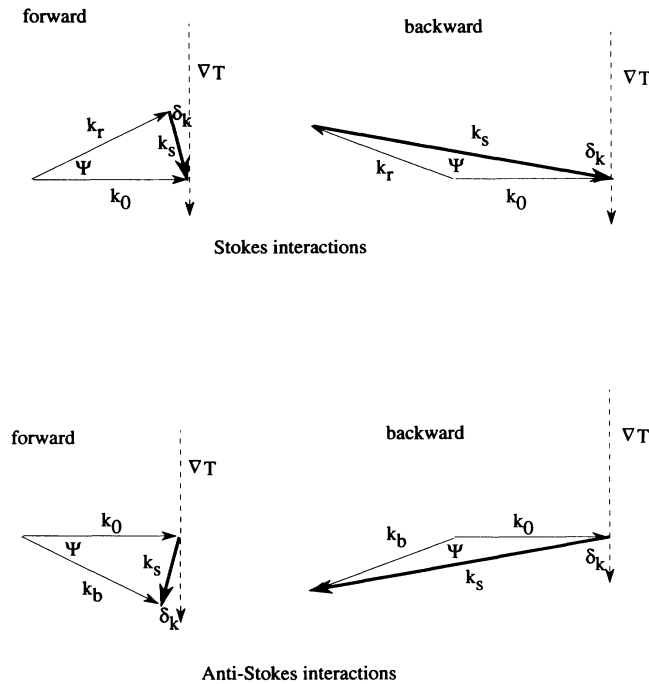 forward
∇T
k_r
δ_k
k_s
Ψ
k_0
backward
∇T
k_s
δ_k
k_r
Ψ
k_0
Stokes interactions
forward
∇T
k_0
Ψ
k_s
k_b
δ_k
backward
∇T
k_b
k_0
Ψ
δ_k
k_s
Anti-Stokes interactions